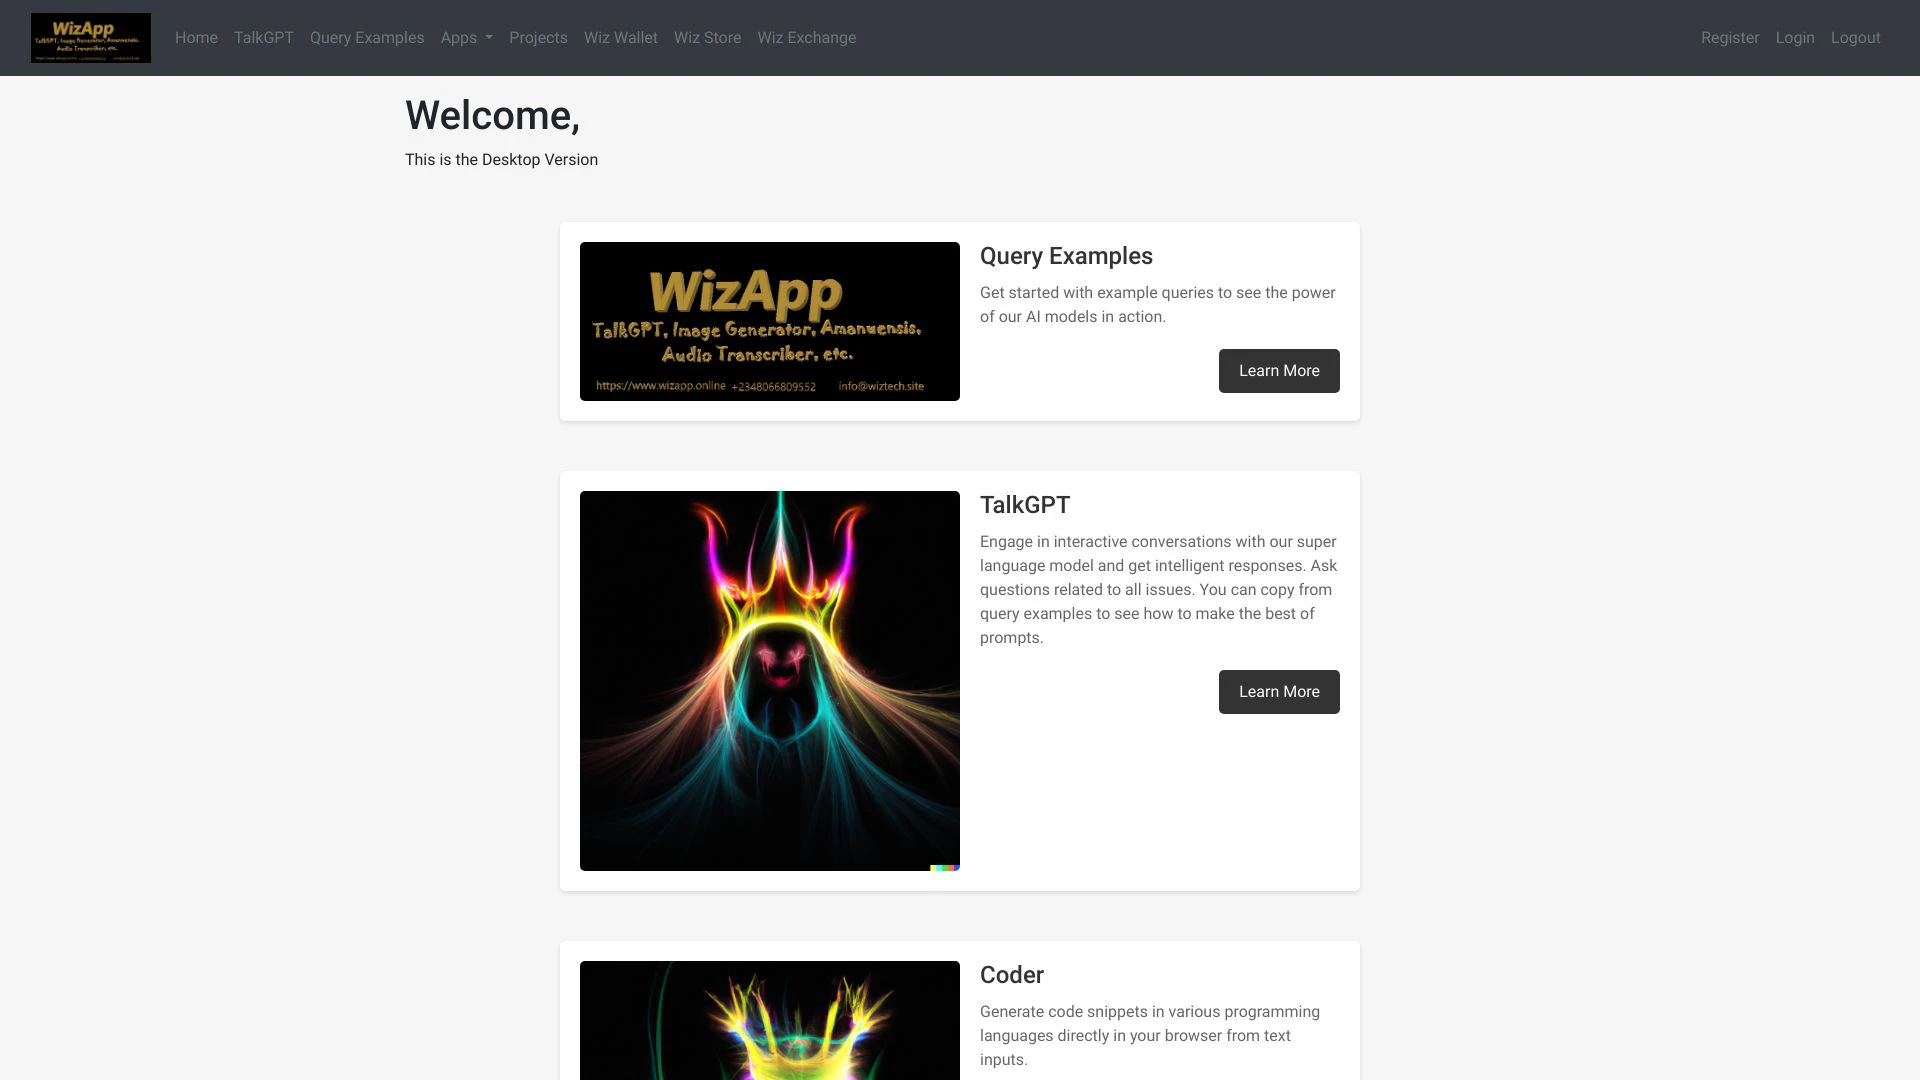 WizApp
TalkGPT, Image Generator, Amanuensis,
Audio Transcriber, etc.
Home TalkGPT Query Examples Apps Projects Wiz Wallet Wiz Store Wiz Exchange Register Login Logout
Welcome,
This is the Desktop Version
WizApp
TalkGPT, Image Generator, Amanuensis,
Audio Transcriber, etc.
https://www.wizapp.online +2348066809552 info@wiztech.site
Query Examples
Get started with example queries to see the power
of our AI models in action.
Learn More
TalkGPT
Engage in interactive conversations with our super
language model and get intelligent responses. Ask
questions related to all issues. You can copy from
query examples to see how to make the best of
prompts.
Learn More
Coder
Generate code snippets in various programming
languages directly in your browser from text
inputs.